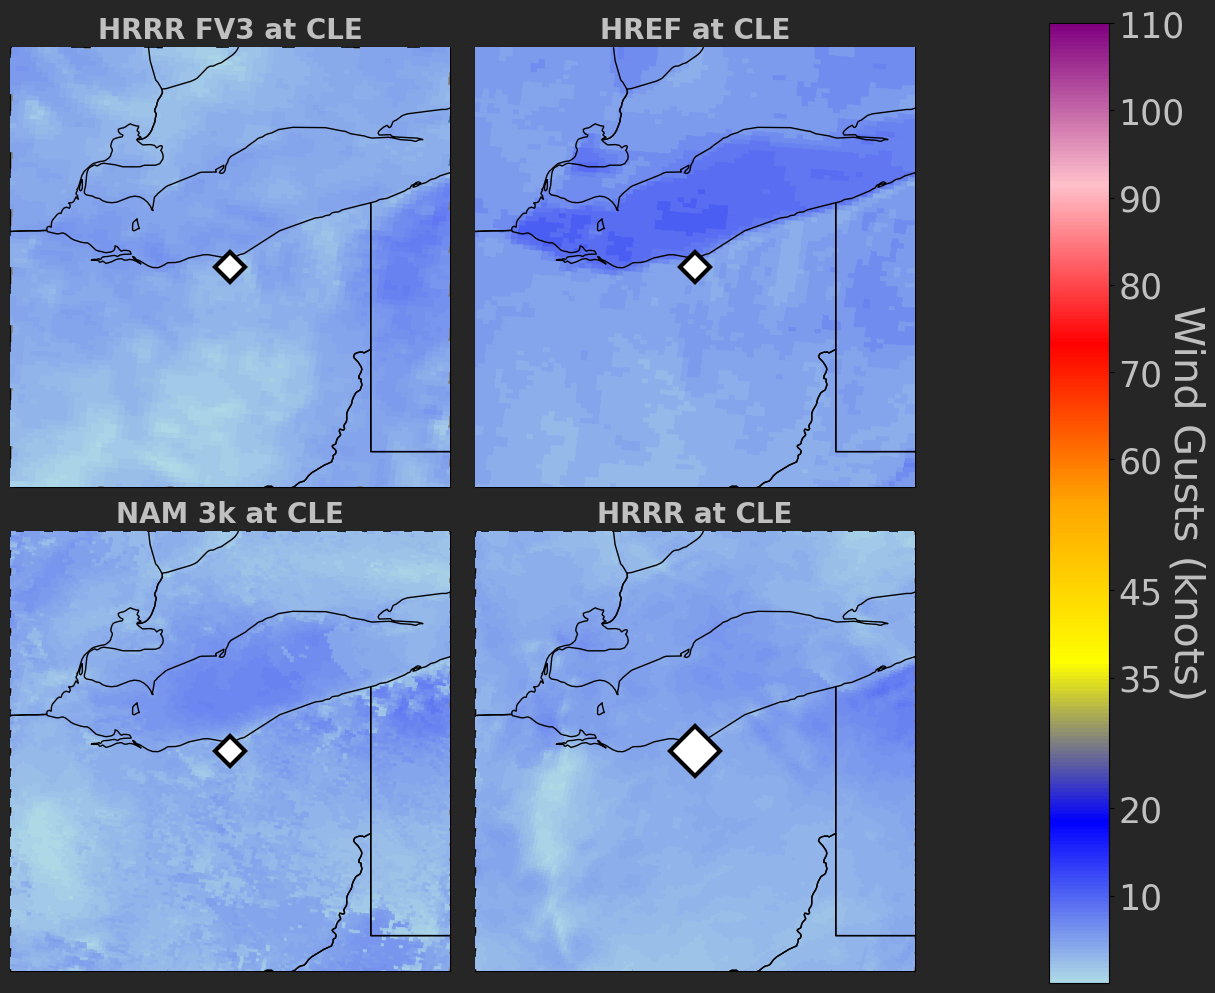 HRRR FV3 at CLE
HREF at CLE
NAM 3k at CLE
HRRR at CLE
110
100
90
80
70
60
45
35
20
10
Wind Gusts (knots)